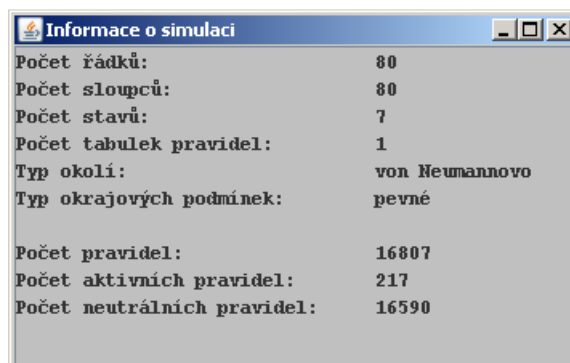 Informace o simulaci
Počet řádků: 80
Počet sloupců: 80
Počet stavů: 7
Počet tabulek pravidel: 1
Typ okolí: von Neumannovo
Typ okrajových podmínek: pevné
Počet pravidel: 16807
Počet aktivních pravidel: 217
Počet neutrálních pravidel: 16590